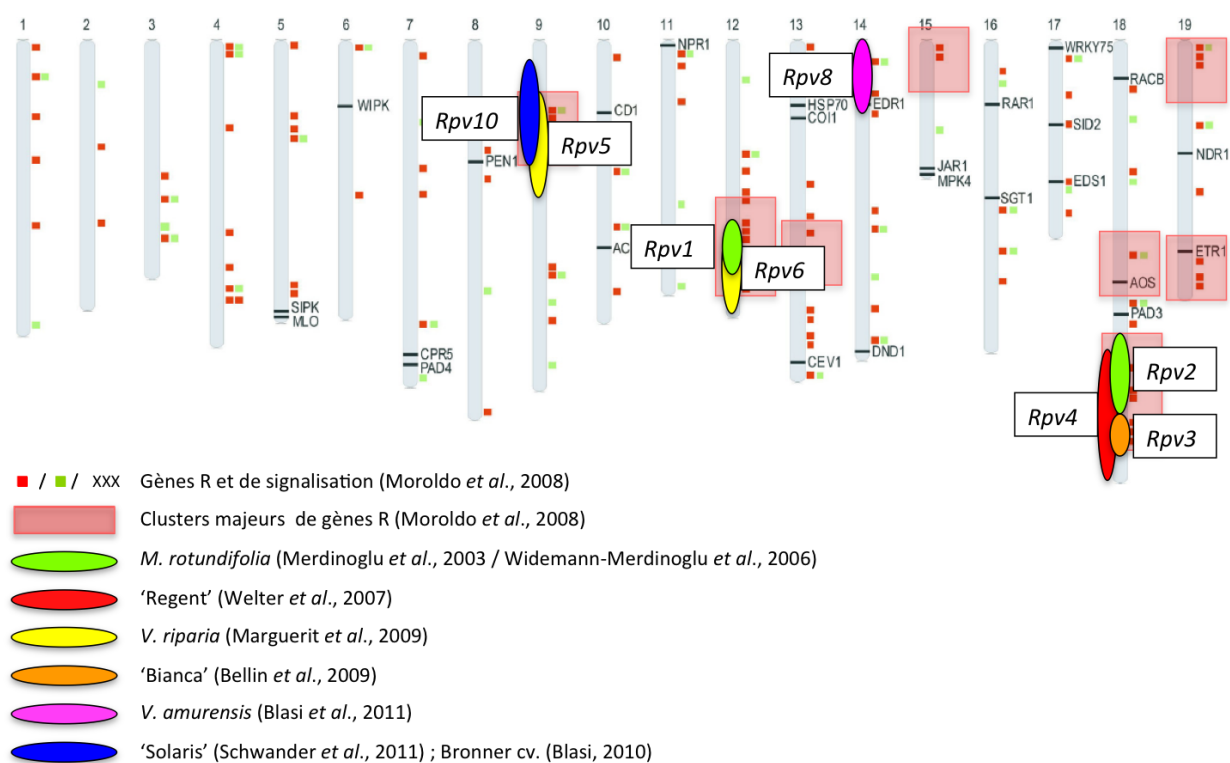 1 2 3 4 5 6 7 8 9 10 11 12 13 14 15 16 17 18 19
NPR1
WRKY75
RACB
Rpv8
WIPK
CD1
HSP70
EDR1
RAR1
COI1
Rpv10
SID2
Rpv5
PEN1
NDR1
JAR1
MPK4
EDS1
SGT1
Rpv1
AC
ETR1
Rpv6
AOS
SIPK
MLO
PAD3
CPR5
PAD4
CEV1
DND1
Rpv2
Rpv4
Rpv3
/ / XXX Gènes R et de signalisation (Moroldo et al., 2008)
Clusters majeurs de gènes R (Moroldo et al., 2008)
M. rotundifolia (Merdinoglu et al., 2003 / Widemann-Merdinoglu et al., 2006)
‘Regent’ (Welter et al., 2007)
V. riparia (Marguerit et al., 2009)
‘Bianca’ (Bellin et al., 2009)
V. amurensis (Blasi et al., 2011)
‘Solaris’ (Schwander et al., 2011) ; Bronner cv. (Blasi, 2010)